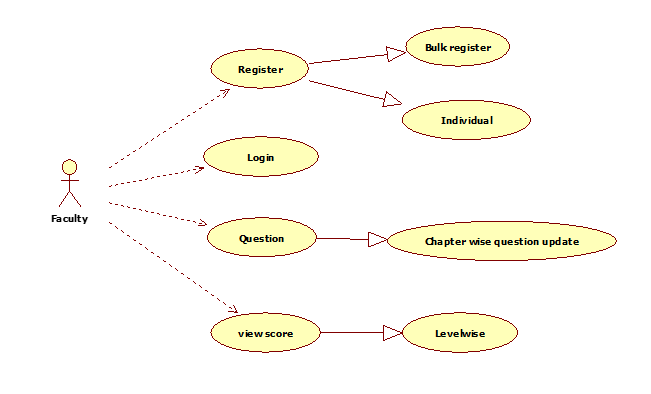 Bulk register
Register
Individual
Login
Faculty
Question
Chapter wise question update
view score
Levelwise